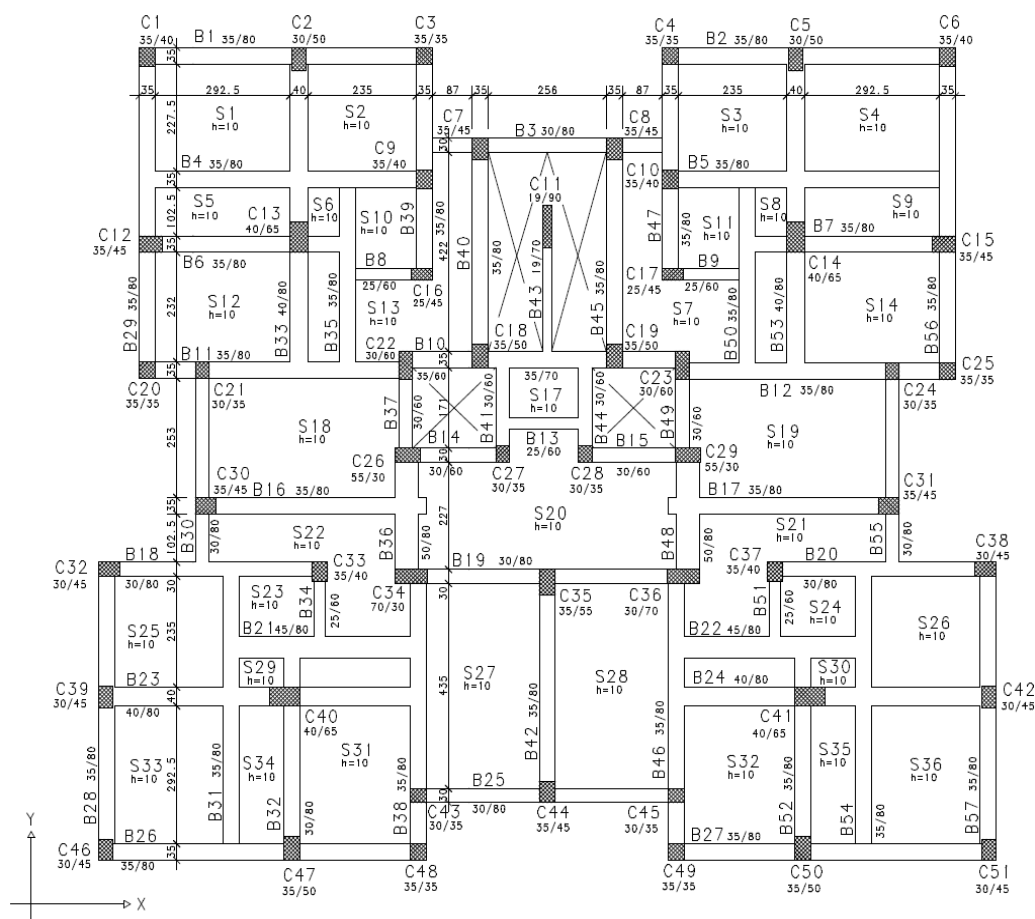 C1
35/40
B1 35/80
C2
30/50
C3
35/35
C4
35/35
B2 35/80
C5
30/50
C6
35/40
35
35 292.5 40 235 35 87 35 256 35 87 35 235 40 292.5 35
S1
h=10
S2
h=10
C7
35/45
B3 30/80
C8
35/45
S3
h=10
S4
h=10
227.5
30
B4 35/80
C9
35/40
C10
35/40
B5 35/80
35
S5
h=10
C13
40/65
S6
h=10
S10
h=10
B39
35/80
422
B40
35/80
C11
19/90
35/80
B47
35/80
S11
h=10
S8
h=10
S9
h=10
B7 35/80
102.5
C12
35/45
35
B6 35/80
B8
25/60
C16
25/45
B43 19/70
B45
C17
25/45
B9
25/60
C14
40/65
C15
35/45
B29 35/80
232
S12
h=10
B33 40/80
B35 35/80
S13
h=10
C18
35/50
C19
35/50
S7
h=10
B50 35/80
B53 40/80
S14
h=10
B56 35/80
B11 35/80
C22
30/60
B10
35
35/60
C20
35/35
35
C21
30/35
S18
h=10
B37
30/60
171
B41 30/60
35/70
S17
h=10
B44 30/60
C23
30/60
B49
30/60
B12 35/80
C24
30/35
C25
35/35
S19
h=10
253
B14
30/60
B13
25/60
B15
30/60
30
C26
55/30
C27
30/35
C28
30/35
C29
55/30
C30
35/45
B16 35/80
35
B17 35/80
C31
35/45
102.5
B30
30/80
S22
h=10
B36
50/80
227
S20
h=10
B48
50/80
S21
h=10
B55
30/80
C32
30/45
B18
30/80
30
C33
35/40
C34
70/30
B19 30/80
30
C35
35/55
C36
30/70
C37
35/40
B20
30/80
C38
30/45
S25
h=10
235
S23
h=10
B34
25/60
B21 45/80
B51
25/60
S24
h=10
B22 45/80
S26
h=10
C39
30/45
B23
40/80
40
S29
h=10
C40
40/65
S27
h=10
435
S28
h=10
B24 40/80
S30
h=10
C41
40/65
C42
30/45
B28 35/80
S33
h=10
292.5
B31 35/80
S34
h=10
B32 30/80
S31
h=10
B38 35/80
B42 35/80
B46 35/80
S32
h=10
B52 35/80
S35
h=10
B54 35/80
S36
h=10
B57 35/80
B25
30/80
30
C43
30/35
C44
35/45
C45
30/35
C46
30/45
B26
35/80
35
C47
35/50
C48
35/35
C49
35/35
B27 35/80
C50
35/50
C51
30/45
Y
X